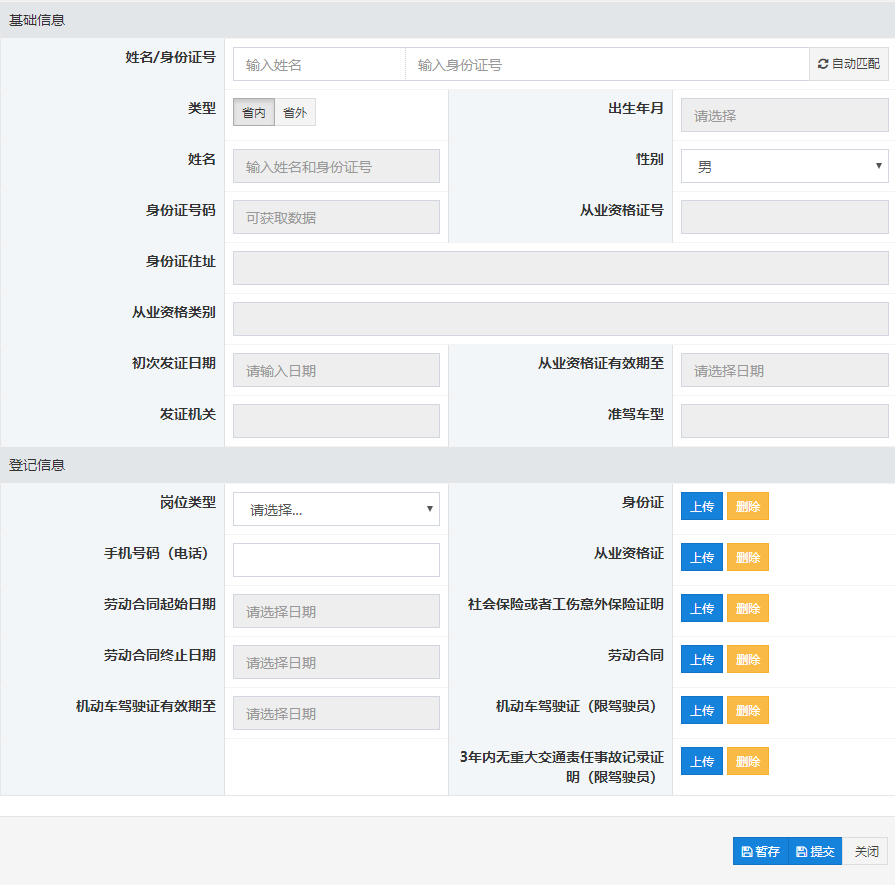 基础信息
姓名/身份证号 输入姓名 输入身份证号 自动匹配
类型 省内 省外 出生年月 请选择
姓名 输入姓名和身份证号 性别 男
身份证号码 可获取数据 从业资格证号
身份证住址
从业资格类别
初次发证日期 请输入日期 从业资格证有效期至 请选择日期
发证机关 准驾车型
登记信息
岗位类型 请选择... 身份证 上传 删除
手机号码（电话） 从业资格证 上传 删除
劳动合同起始日期 请选择日期 社会保险或者工伤意外保险证明 上传 删除
劳动合同终止日期 请选择日期 劳动合同 上传 删除
机动车驾驶证有效期至 请选择日期 机动车驾驶证（限驾驶员） 上传 删除
3年内无重大交通责任事故记录证 上传 删除
明（限驾驶员）
暂存 提交 关闭